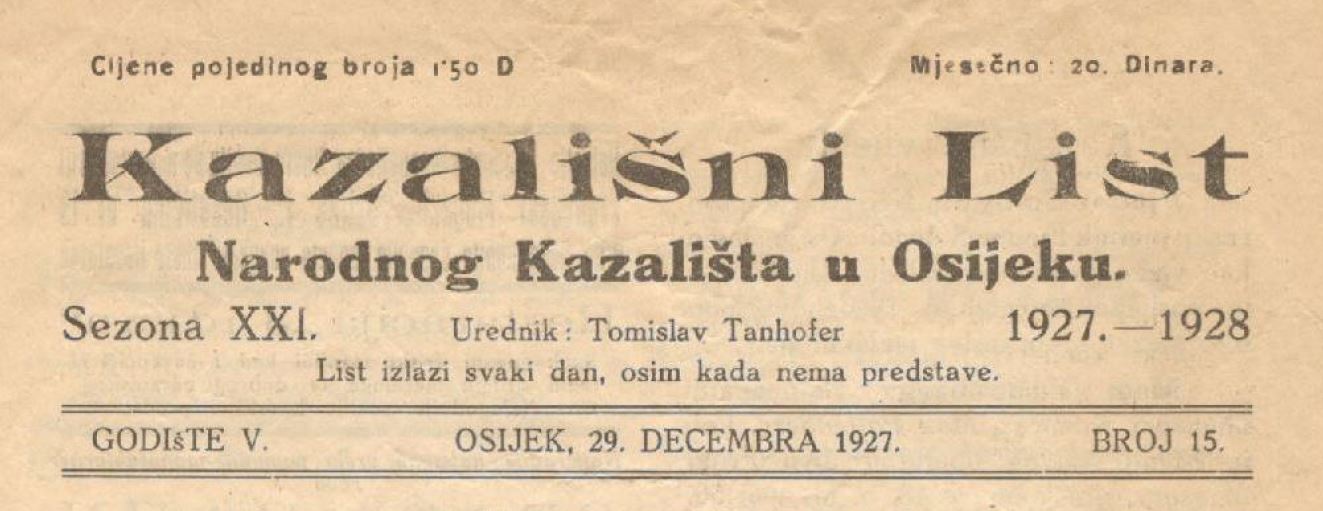 Cijene pojedinog broja 1·50 D
Mjesečno: 20. Dinara.
Kazališni List
Narodnog Kazališta u Osijeku.
Sezona XXI.
Urednik: Tomislav Tanhofer
1927.—1928
List izlazi svaki dan, osim kada nema predstave.
GODIšTE V.
OSIJEK, 29. DECEMBRA 1927.
BROJ 15.